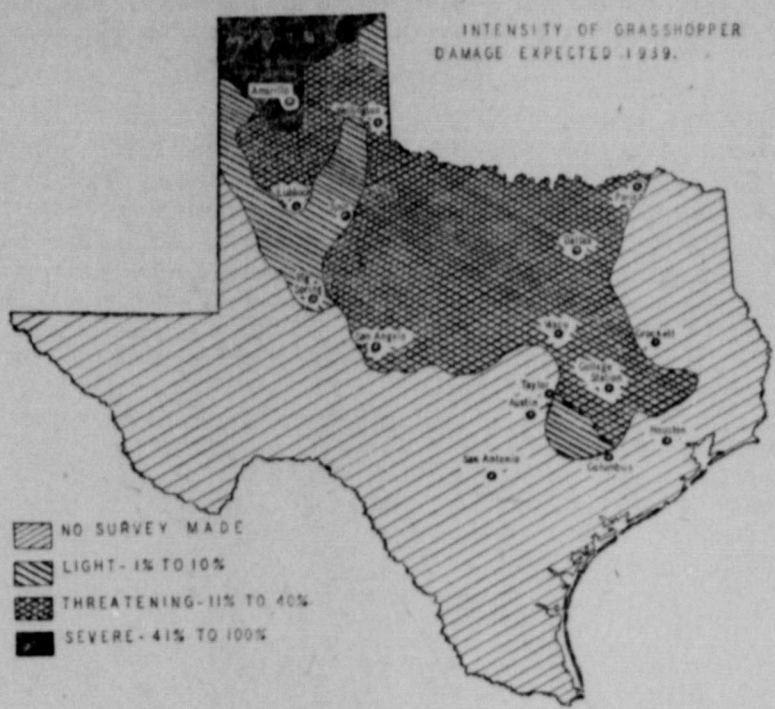 INTENSITY OF GRASSHOPPER
DAMAGE EXPECTED 1939.
Amarillo
Lubbock
Paris
Dallas
Waco
San Angelo
Crockett
College
Station
Taylor
Austin
Houston
San Antonio
Columbus
NO SURVEY MADE
LIGHT - 1% TO 10%
THREATENING - 11% TO 40%
SEVERE - 41% TO 100%